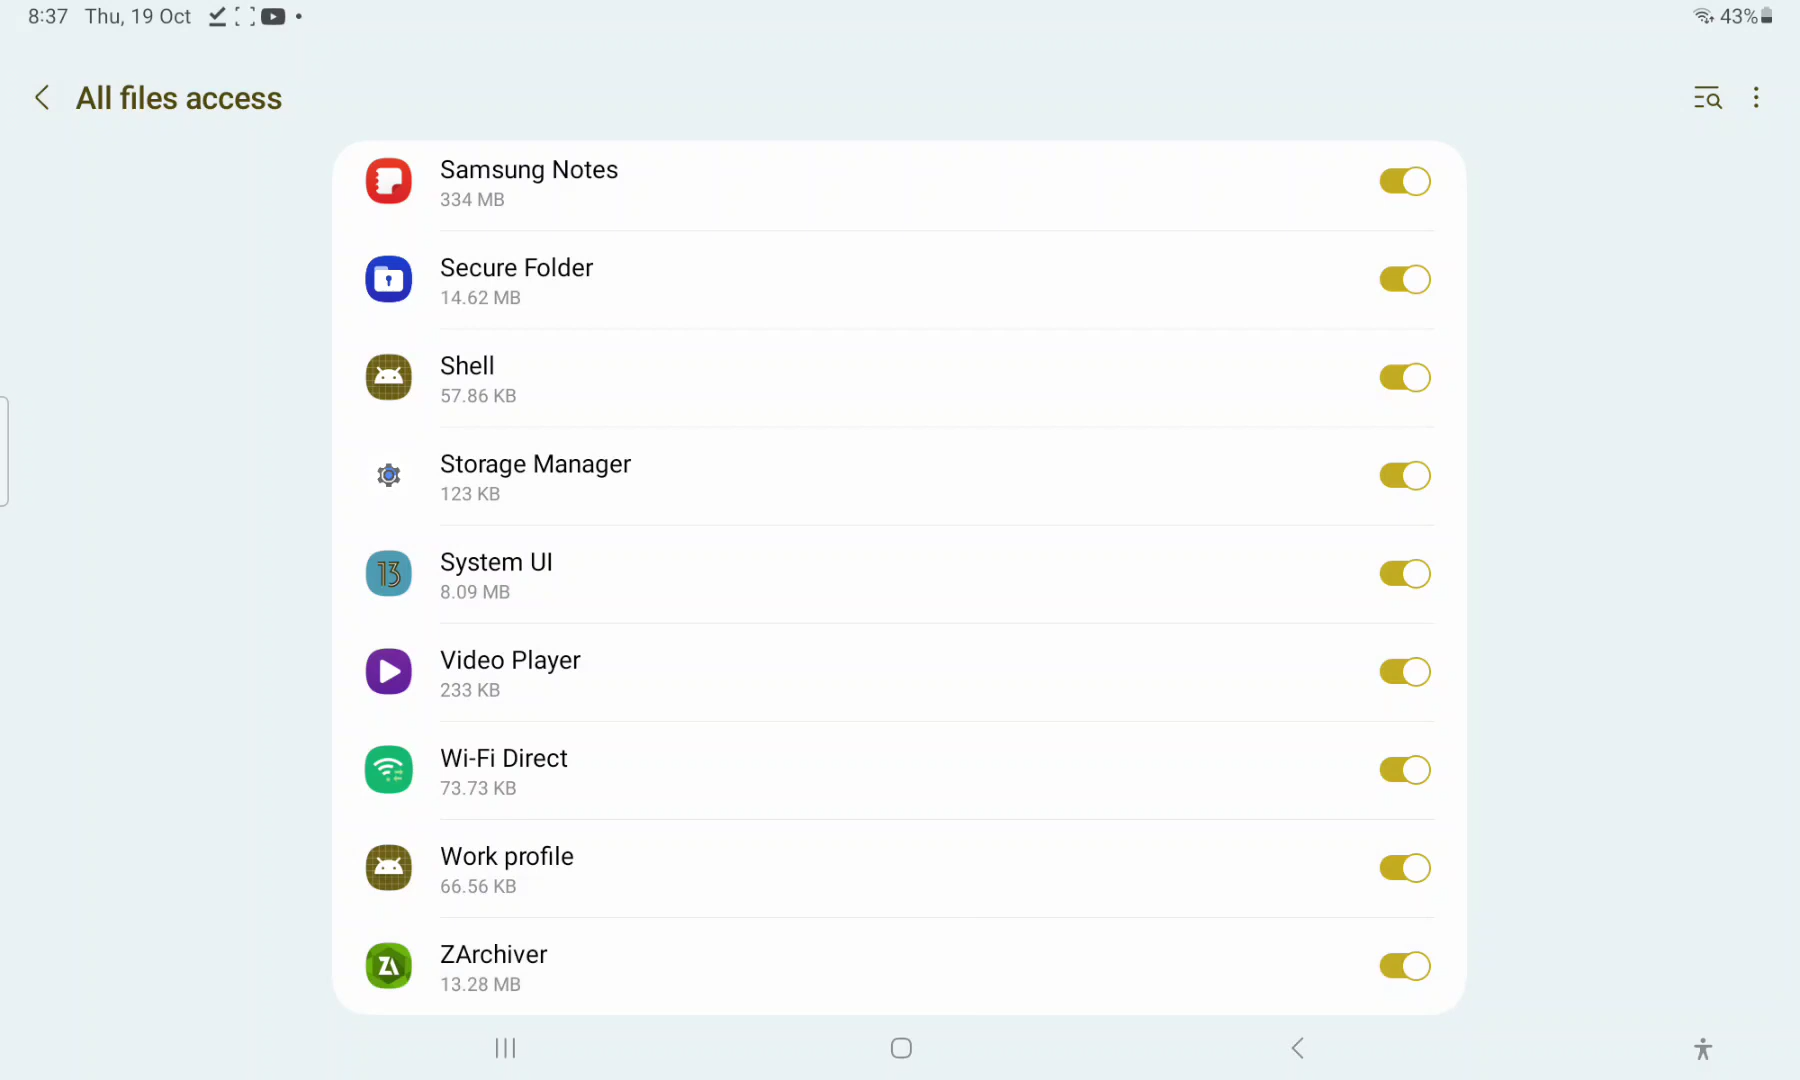 8:37 Thu, 19 Oct
43%
All files access
Samsung Notes
334 MB
Secure Folder
14.62 MB
Shell
57.86 KB
Storage Manager
123 KB
13
System UI
8.09 MB
Video Player
233 KB
Wi-Fi Direct
73.73 KB
Work profile
66.56 KB
ZA
ZArchiver
13.28 MB